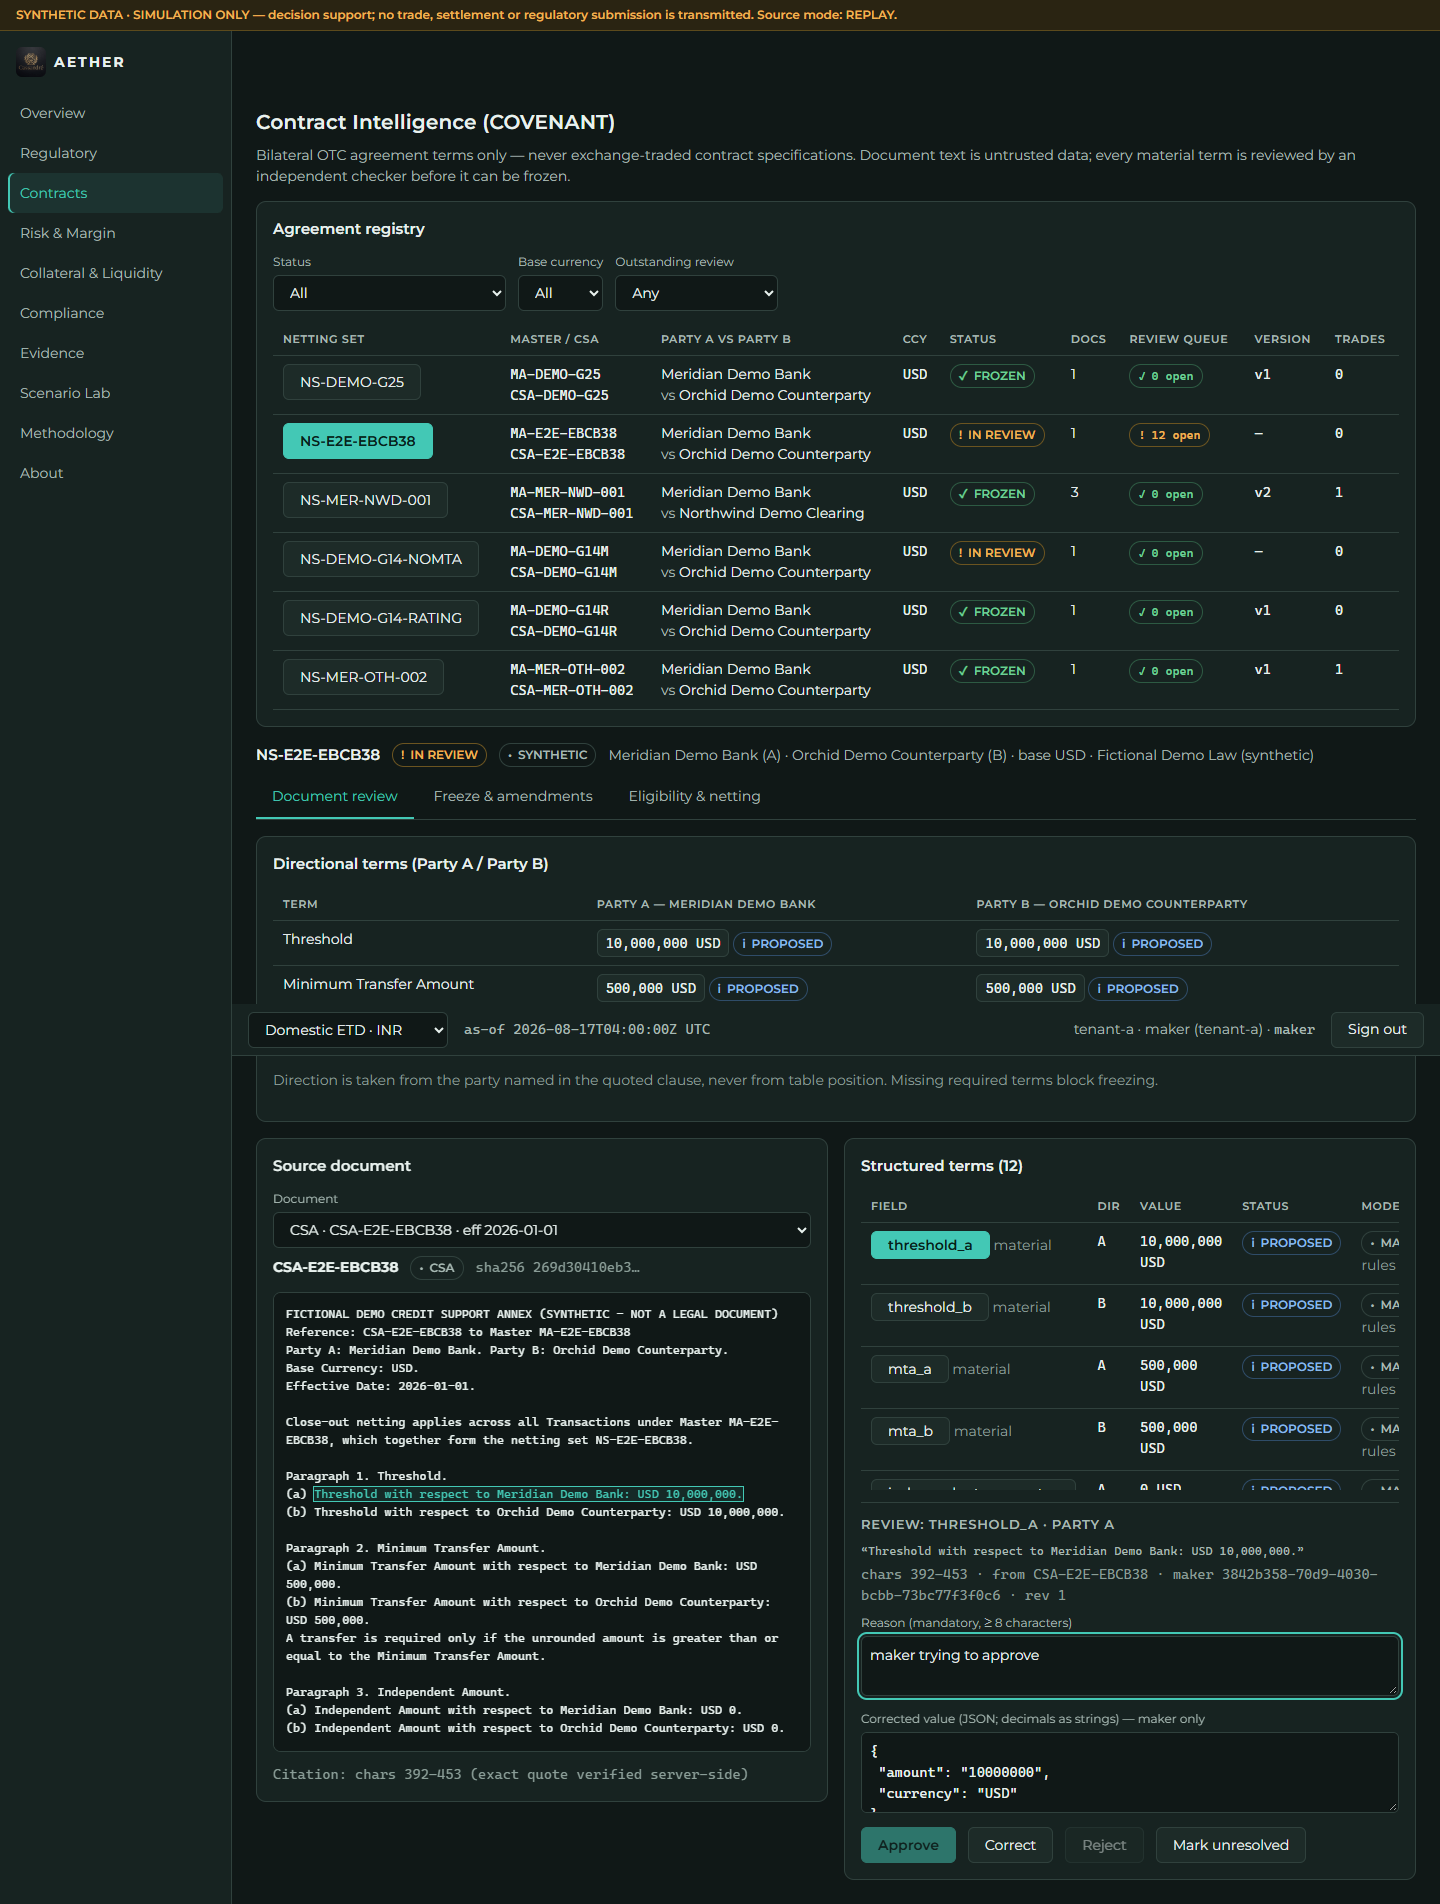 SYNTHETIC DATA · SIMULATION ONLY — decision support; no trade, settlement or regulatory submission is transmitted. Source mode: REPLAY.
AETHER
Overview
Regulatory
Contracts
Risk & Margin
Collateral & Liquidity
Compliance
Evidence
Scenario Lab
Methodology
About
Contract Intelligence (COVENANT)
Bilateral OTC agreement terms only — never exchange-traded contract specifications. Document text is untrusted data; every material term is reviewed by an
independent checker before it can be frozen.
Agreement registry
Status Base currency Outstanding review
All All Any
NETTING SET MASTER / CSA PARTY A VS PARTY B CCY STATUS DOCS REVIEW QUEUE VERSION TRADES
NS-DEMO-G25 MA-DEMO-G25 Meridian Demo Bank USD ✓ FROZEN 1 ✓ 0 open v1 0
CSA-DEMO-G25 vs Orchid Demo Counterparty
NS-E2E-EBCB38 MA-E2E-EBCB38 Meridian Demo Bank USD ! IN REVIEW 1 ! 12 open — 0
CSA-E2E-EBCB38 vs Orchid Demo Counterparty
NS-MER-NWD-001 MA-MER-NWD-001 Meridian Demo Bank USD ✓ FROZEN 3 ✓ 0 open v2 1
CSA-MER-NWD-001 vs Northwind Demo Clearing
NS-DEMO-G14-NOMTA MA-DEMO-G14M Meridian Demo Bank USD ! IN REVIEW 1 ✓ 0 open — 0
CSA-DEMO-G14M vs Orchid Demo Counterparty
NS-DEMO-G14-RATING MA-DEMO-G14R Meridian Demo Bank USD ✓ FROZEN 1 ✓ 0 open v1 0
CSA-DEMO-G14R vs Orchid Demo Counterparty
NS-MER-OTH-002 MA-MER-OTH-002 Meridian Demo Bank USD ✓ FROZEN 1 ✓ 0 open v1 1
CSA-MER-OTH-002 vs Orchid Demo Counterparty
NS-E2E-EBCB38 ! IN REVIEW • SYNTHETIC Meridian Demo Bank (A) · Orchid Demo Counterparty (B) · base USD · Fictional Demo Law (synthetic)
Document review Freeze & amendments Eligibility & netting
Directional terms (Party A / Party B)
TERM PARTY A — MERIDIAN DEMO BANK PARTY B — ORCHID DEMO COUNTERPARTY
Threshold 10,000,000 USD i PROPOSED 10,000,000 USD i PROPOSED
Minimum Transfer Amount 500,000 USD i PROPOSED 500,000 USD i PROPOSED
Domestic ETD · INR as-of 2026-08-17T04:00:00Z UTC tenant-a · maker (tenant-a) · maker Sign out
Direction is taken from the party named in the quoted clause, never from table position. Missing required terms block freezing.
Source document
Document
CSA · CSA-E2E-EBCB38 · eff 2026-01-01
CSA-E2E-EBCB38 • CSA sha256 269d30410eb3…
FICTIONAL DEMO CREDIT SUPPORT ANNEX (SYNTHETIC - NOT A LEGAL DOCUMENT)
Reference: CSA-E2E-EBCB38 to Master MA-E2E-EBCB38
Party A: Meridian Demo Bank. Party B: Orchid Demo Counterparty.
Base Currency: USD.
Effective Date: 2026-01-01.
Close-out netting applies across all Transactions under Master MA-E2E-
EBCB38, which together form the netting set NS-E2E-EBCB38.
Paragraph 1. Threshold.
(a) Threshold with respect to Meridian Demo Bank: USD 10,000,000.
(b) Threshold with respect to Orchid Demo Counterparty: USD 10,000,000.
Paragraph 2. Minimum Transfer Amount.
(a) Minimum Transfer Amount with respect to Meridian Demo Bank: USD
500,000.
(b) Minimum Transfer Amount with respect to Orchid Demo Counterparty:
USD 500,000.
A transfer is required only if the unrounded amount is greater than or
equal to the Minimum Transfer Amount.
Paragraph 3. Independent Amount.
(a) Independent Amount with respect to Meridian Demo Bank: USD 0.
(b) Independent Amount with respect to Orchid Demo Counterparty: USD 0.
Citation: chars 392–453 (exact quote verified server-side)
Structured terms (12)
FIELD DIR VALUE STATUS MODE
threshold_a material A 10,000,000 i PROPOSED • MA
USD rules
threshold_b material B 10,000,000 i PROPOSED • MA
USD rules
mta_a material A 500,000 i PROPOSED • MA
USD rules
mta_b material B 500,000 i PROPOSED • MA
USD rules
A 0 USD i PROPOSED • MA
REVIEW: THRESHOLD_A · PARTY A
“Threshold with respect to Meridian Demo Bank: USD 10,000,000.”
chars 392-453 · from CSA-E2E-EBCB38 · maker 3842b358-70d9-4030-
bcbb-73bc77f3f0c6 · rev 1
Reason (mandatory, ≥ 8 characters)
maker trying to approve
Corrected value (JSON; decimals as strings) — maker only
{
"amount": "10000000",
"currency": "USD"
Approve Correct Reject Mark unresolved